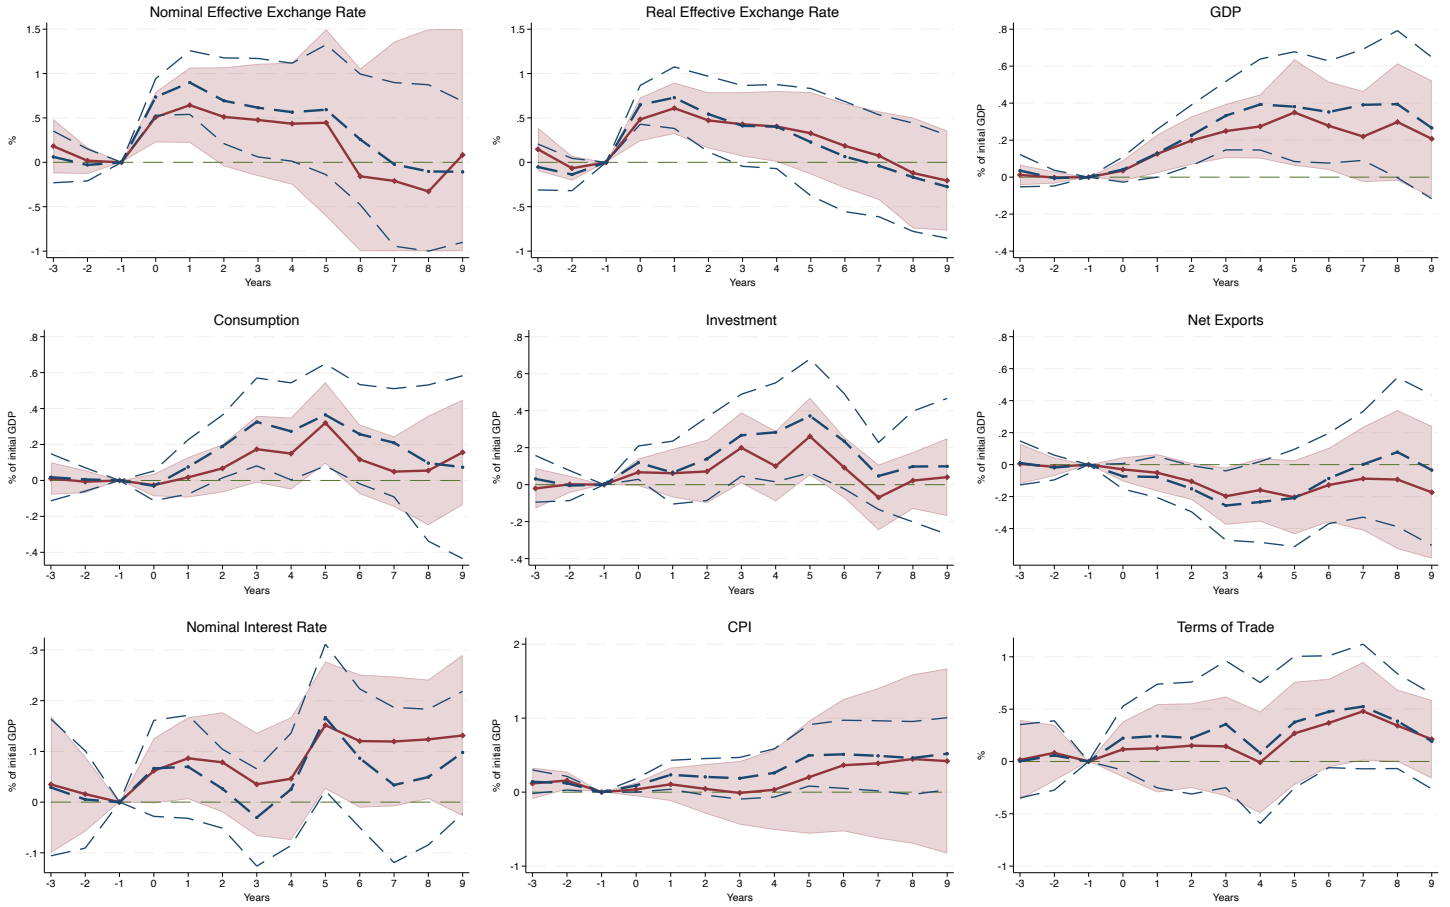 Nominal Effective Exchange Rate
%
1.5
1
.5
0
-.5
-1
-3 -2 -1 0 1 2 3 4 5 6 7 8 9
Years
Real Effective Exchange Rate
%
1.5
1
.5
0
-.5
-1
-3 -2 -1 0 1 2 3 4 5 6 7 8 9
Years
GDP
% of initial GDP
.8
.6
.4
.2
0
-.2
-.4
-3 -2 -1 0 1 2 3 4 5 6 7 8 9
Years
Consumption
% of initial GDP
.8
.6
.4
.2
0
-.2
-.4
-3 -2 -1 0 1 2 3 4 5 6 7 8 9
Years
Investment
% of initial GDP
.8
.6
.4
.2
0
-.2
-.4
-3 -2 -1 0 1 2 3 4 5 6 7 8 9
Years
Net Exports
% of initial GDP
.8
.6
.4
.2
0
-.2
-.4
-3 -2 -1 0 1 2 3 4 5 6 7 8 9
Years
Nominal Interest Rate
% of initial GDP
.3
.2
.1
0
-.1
-3 -2 -1 0 1 2 3 4 5 6 7 8 9
Years
CPI
% of initial GDP
2
1
0
-1
-3 -2 -1 0 1 2 3 4 5 6 7 8 9
Years
Terms of Trade
%
1
.5
0
-.5
-1
-3 -2 -1 0 1 2 3 4 5 6 7 8 9
Years